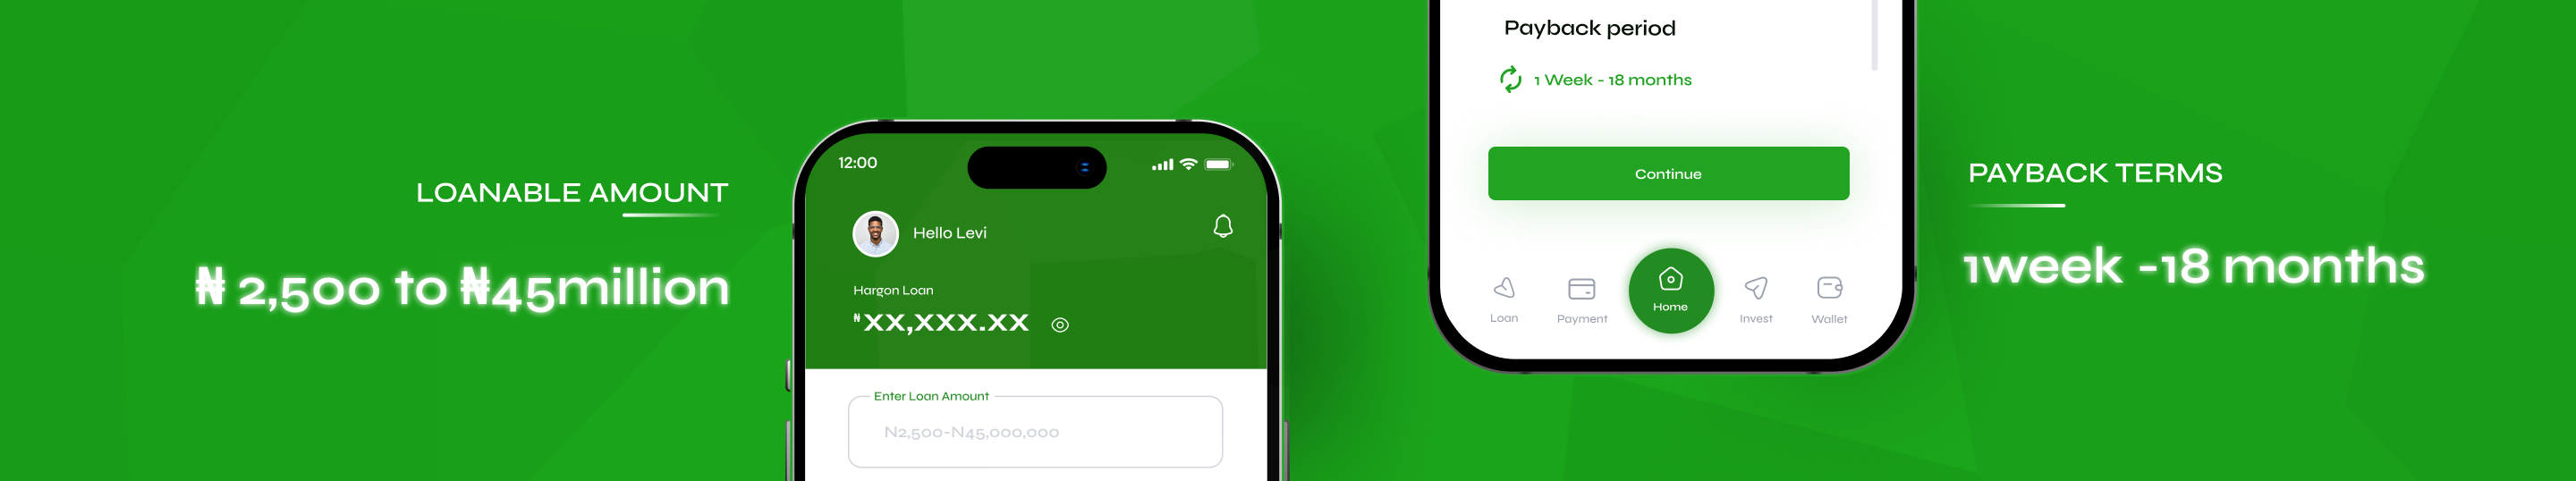 LOANABLE AMOUNT
₦ 2,500 to ₦45million
12:00
Hello Levi
Hargon Loan
₦XX,XXX.XX
Enter Loan Amount
N2,500-N45,000,000
Payback period
1 Week - 18 months
Continue
Loan
Payment
Home
Invest
Wallet
PAYBACK TERMS
1week -18 months